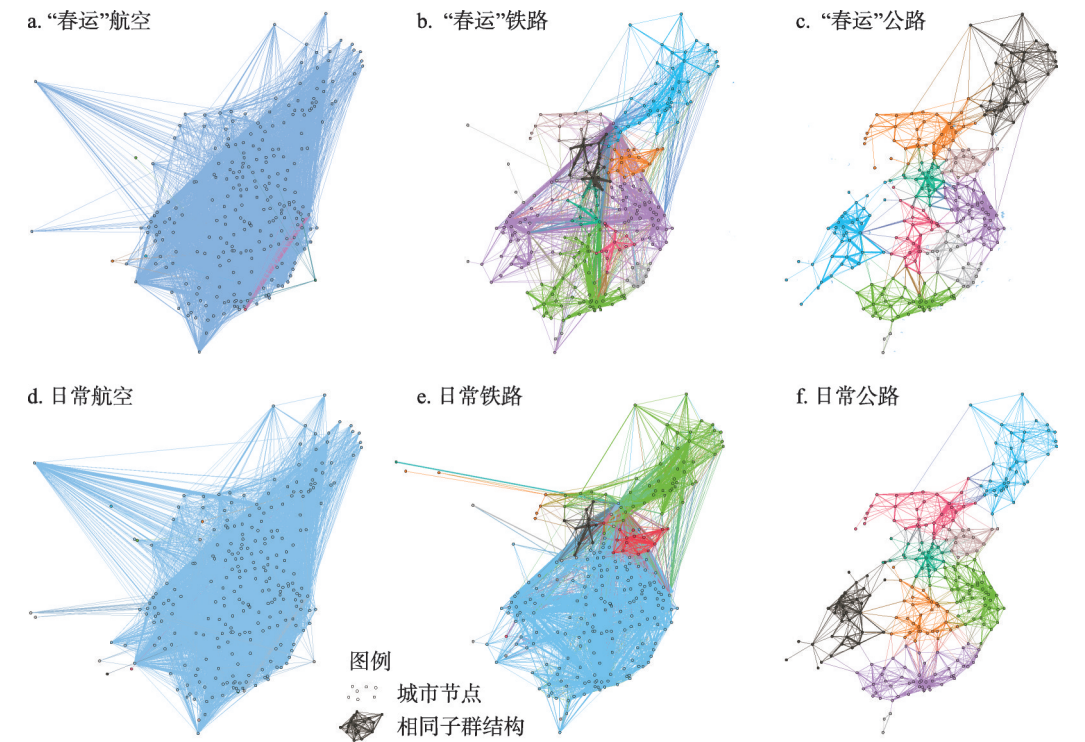 a. “春运”航空
b. “春运”铁路
c. “春运”公路
d. 日常航空
e. 日常铁路
f. 日常公路
图例
城市节点
相同子群结构